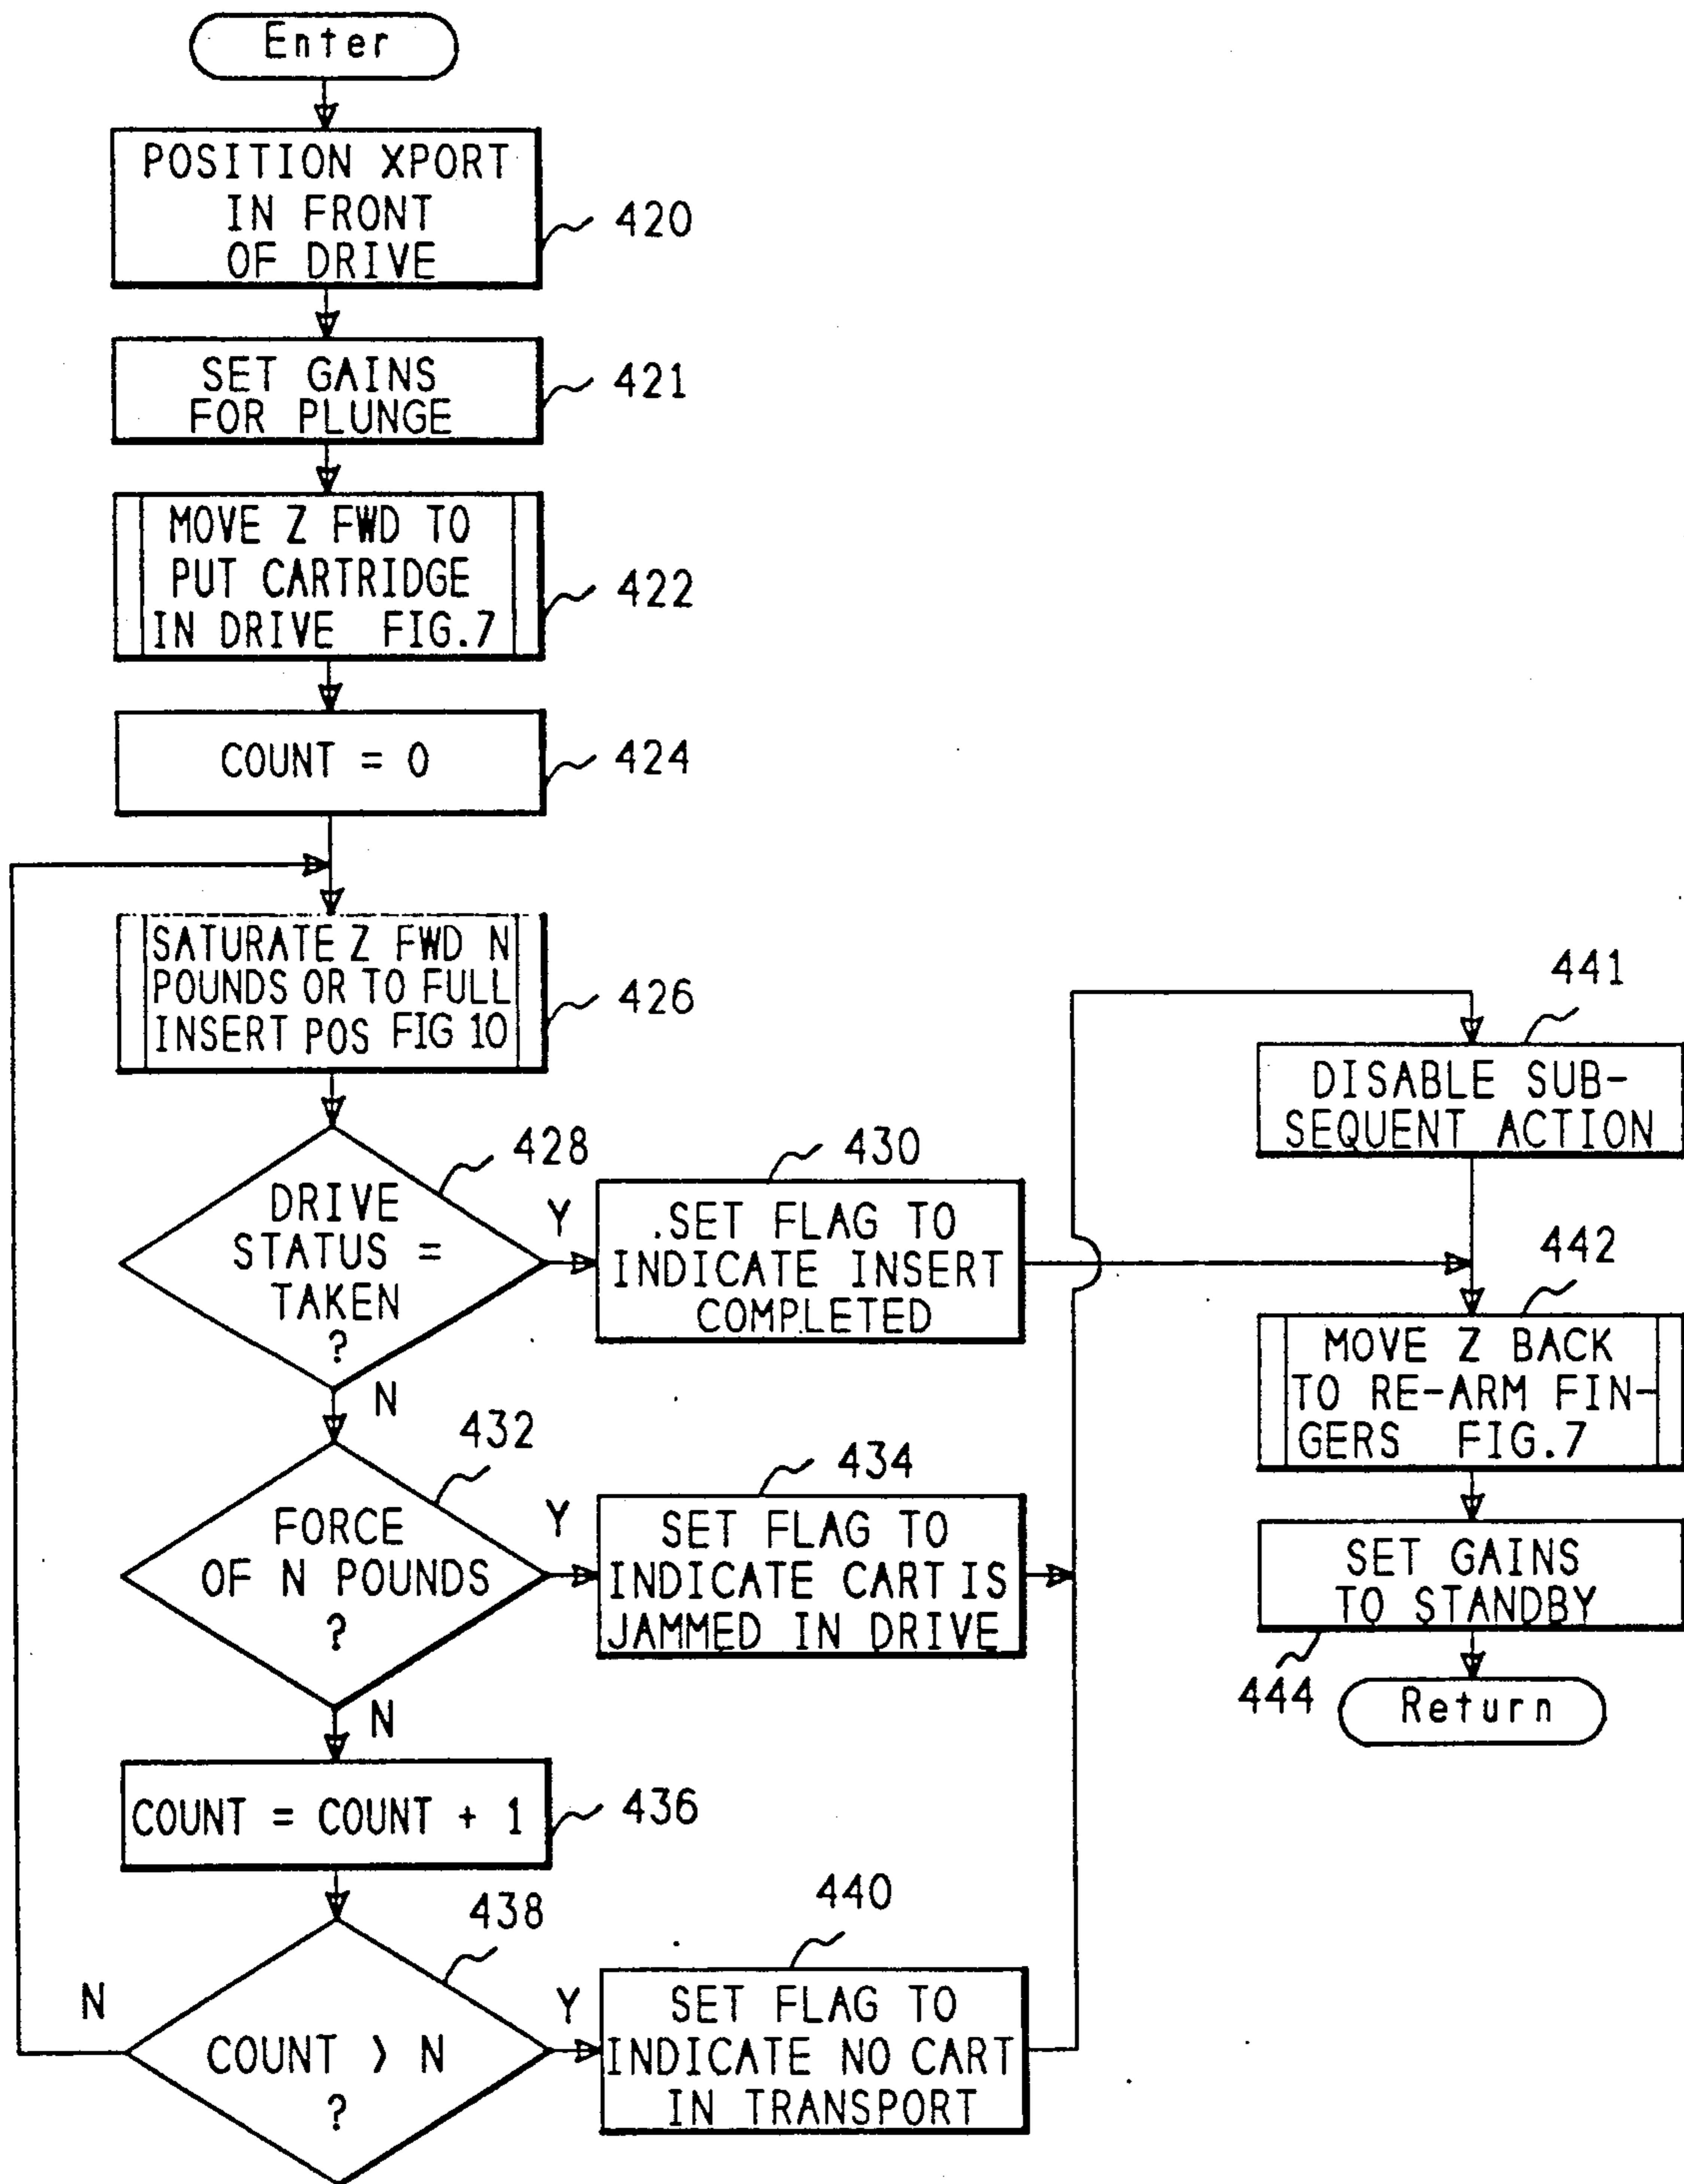 Enter
POSITION XPORT
IN FRONT
OF DRIVE
420
SET GAINS
FOR PLUNGE
421
MOVE Z FWD TO
PUT CARTRIDGE
IN DRIVE FIG.7
422
COUNT = 0
424
SATURATE Z FWD N
POUNDS OR TO FULL
INSERT POS FIG 10
426
DRIVE
STATUS =
TAKEN
?
428
Y
N
430
.SET FLAG TO
INDICATE INSERT
COMPLETED
FORCE
OF N POUNDS
?
432
Y
N
434
SET FLAG TO
INDICATE CART IS
JAMMED IN DRIVE
COUNT = COUNT + 1
436
COUNT > N
?
438
N
Y
440
SET FLAG TO
INDICATE NO CART
IN TRANSPORT
441
DISABLE SUB-
SEQUENT ACTION
442
MOVE Z BACK
TO RE-ARM FIN-
GERS FIG.7
SET GAINS
TO STANDBY
444
Return